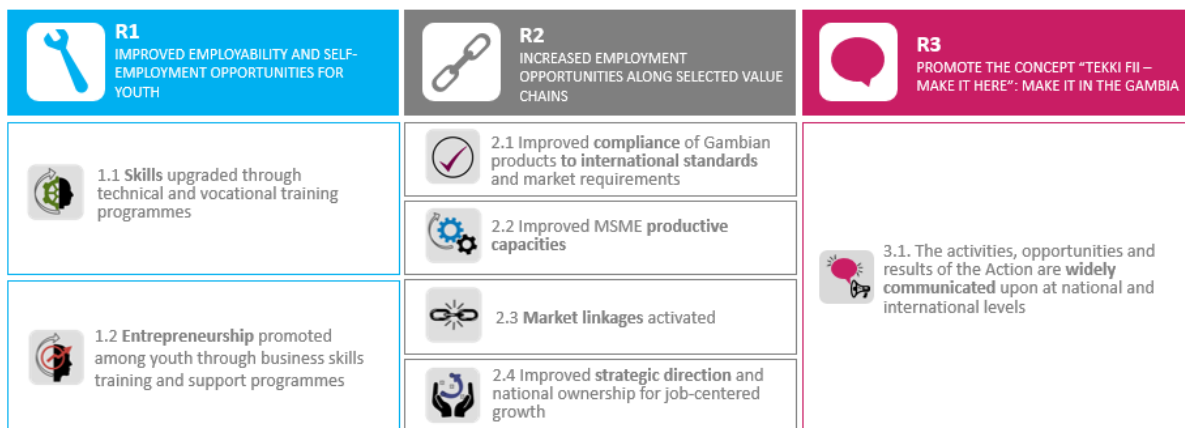 R1
IMPROVED EMPLOYABILITY AND SELF-
EMPLOYMENT OPPORTUNITIES FOR
YOUTH
1.1 Skills upgraded through
technical and vocational training
programmes
1.2 Entrepreneurship promoted
among youth through business skills
training and support programmes
R2
INCREASED EMPLOYMENT
OPPORTUNITIES ALONG SELECTED VALUE
CHAINS
2.1 Improved compliance of Gambian
products to international standards
and market requirements
2.2 Improved MSME productive
capacities
2.3 Market linkages activated
2.4 Improved strategic direction and
national ownership for job-centered
growth
R3
PROMOTE THE CONCEPT “TEKKI FII –
MAKE IT HERE”: MAKE IT IN THE GAMBIA
3.1. The activities, opportunities and
results of the Action are widely
communicated upon at national and
international levels